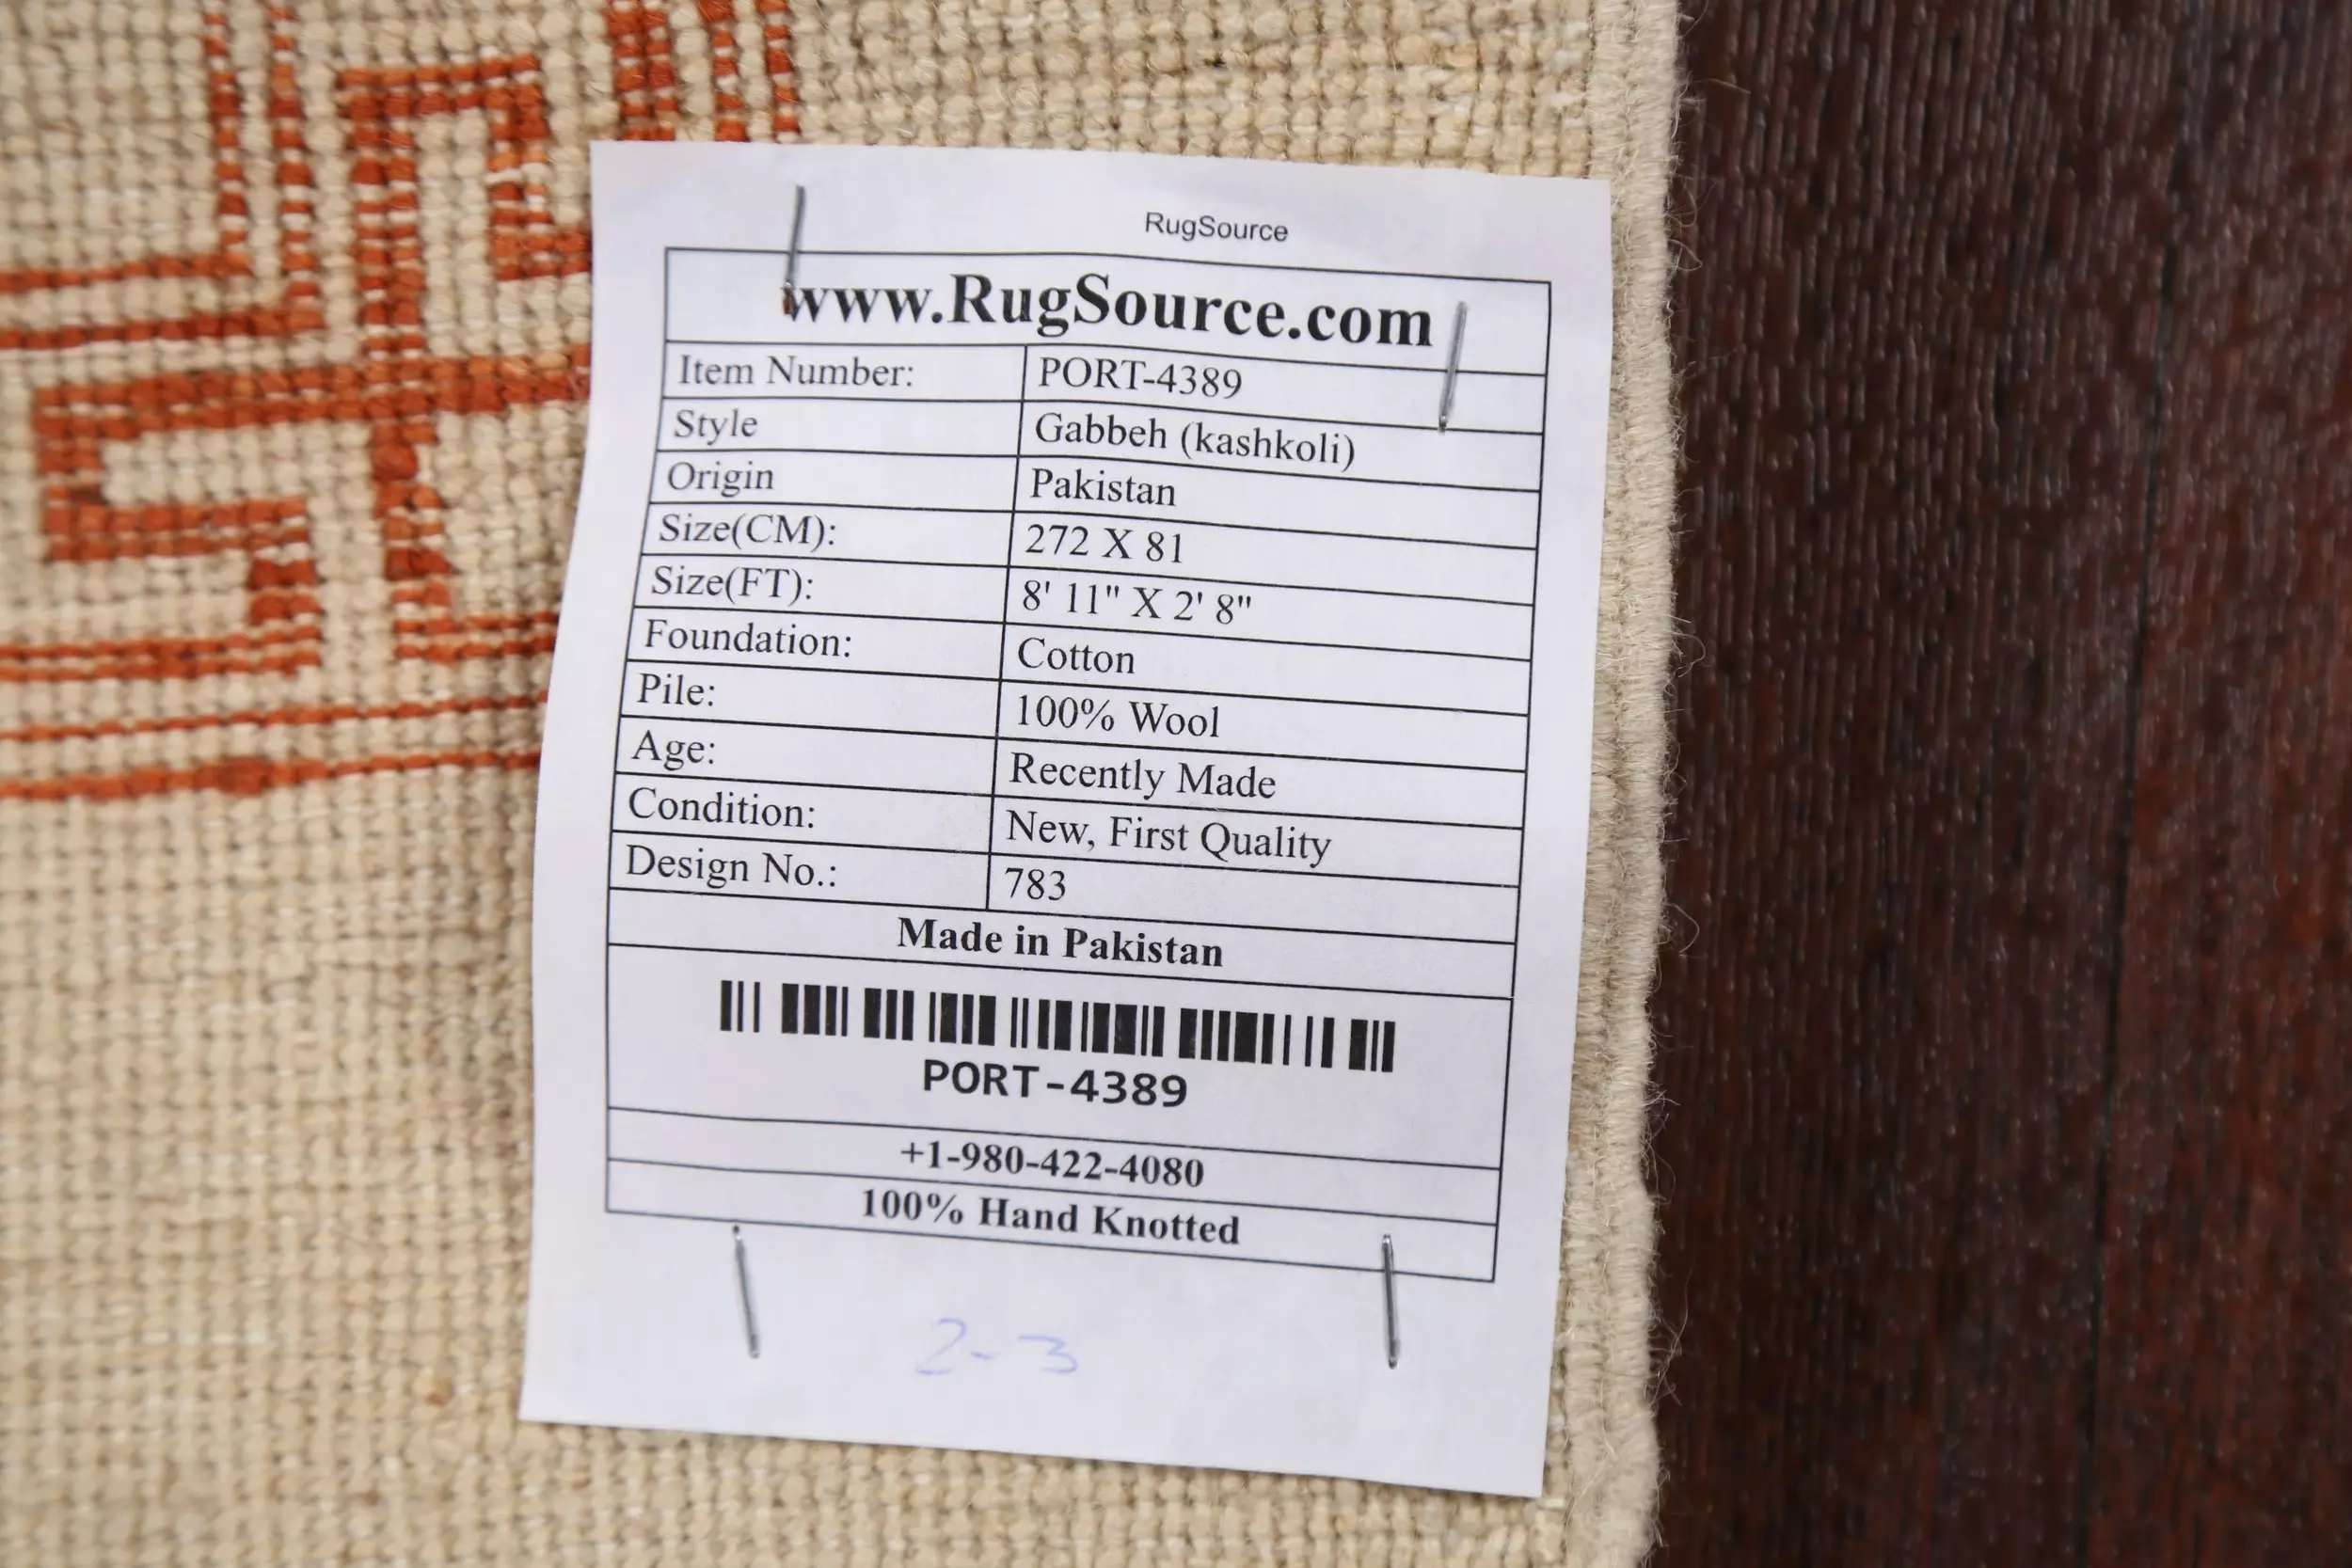 RugSource
www.RugSource.com
Item Number: PORT-4389
Style Gabbeh (kashkoli)
Origin Pakistan
Size(CM): 272 X 81
Size(FT): 8' 11" X 2' 8"
Foundation: Cotton
Pile: 100% Wool
Age: Recently Made
Condition: New, First Quality
Design No.: 783
Made in Pakistan
PORT-4389
+1-980-422-4080
100% Hand Knotted
2-3